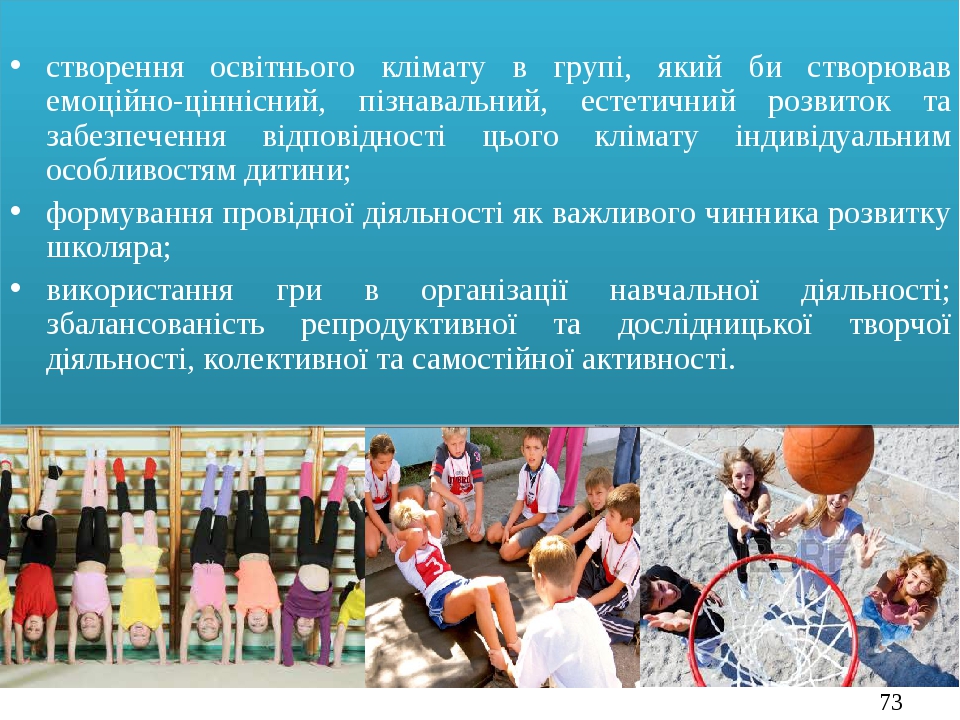 • створення освітнього клімату в групі, який би створював
емоційно-ціннісний, пізнавальний, естетичний розвиток та
забезпечення відповідності цього клімату індивідуальним
особливостям дитини;
• формування провідної діяльності як важливого чинника розвитку
школяра;
• використання гри в організації навчальної діяльності;
збалансованість репродуктивної та дослідницької творчої
діяльності, колективної та самостійної активності.
3
73